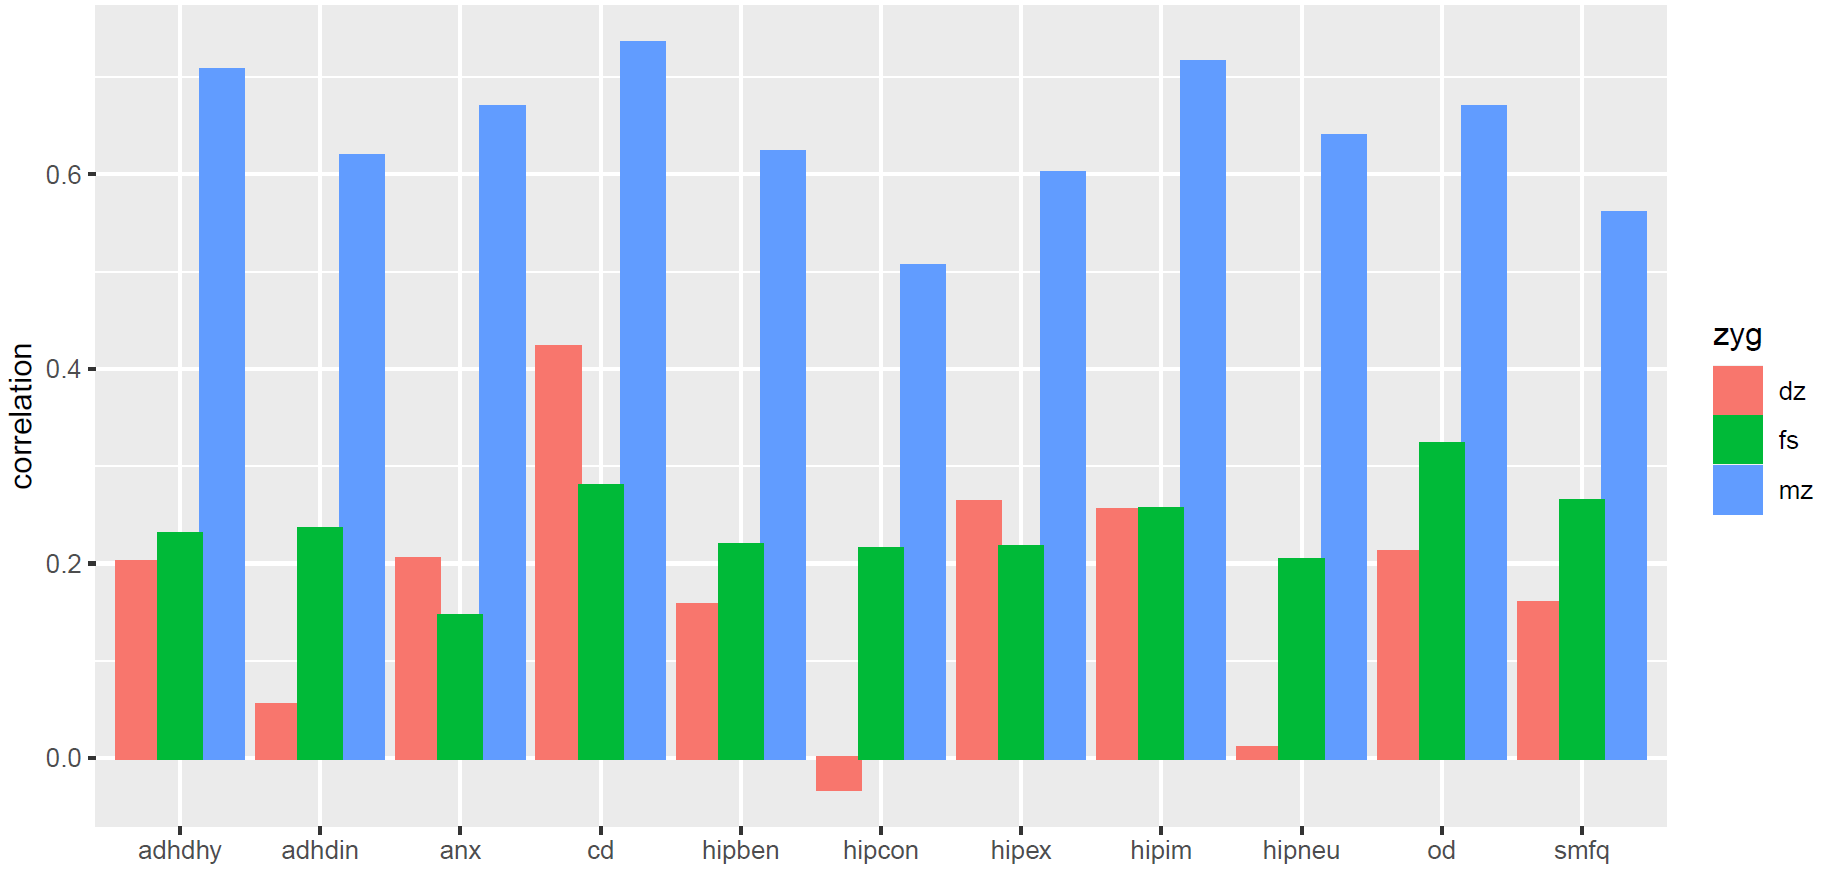 correlation
0.6
0.4
0.2
0.0
adhdhy adhdin anx cd hipben hipcon hipex hipim hipneu od smfq
zyg
dz
fs
mz